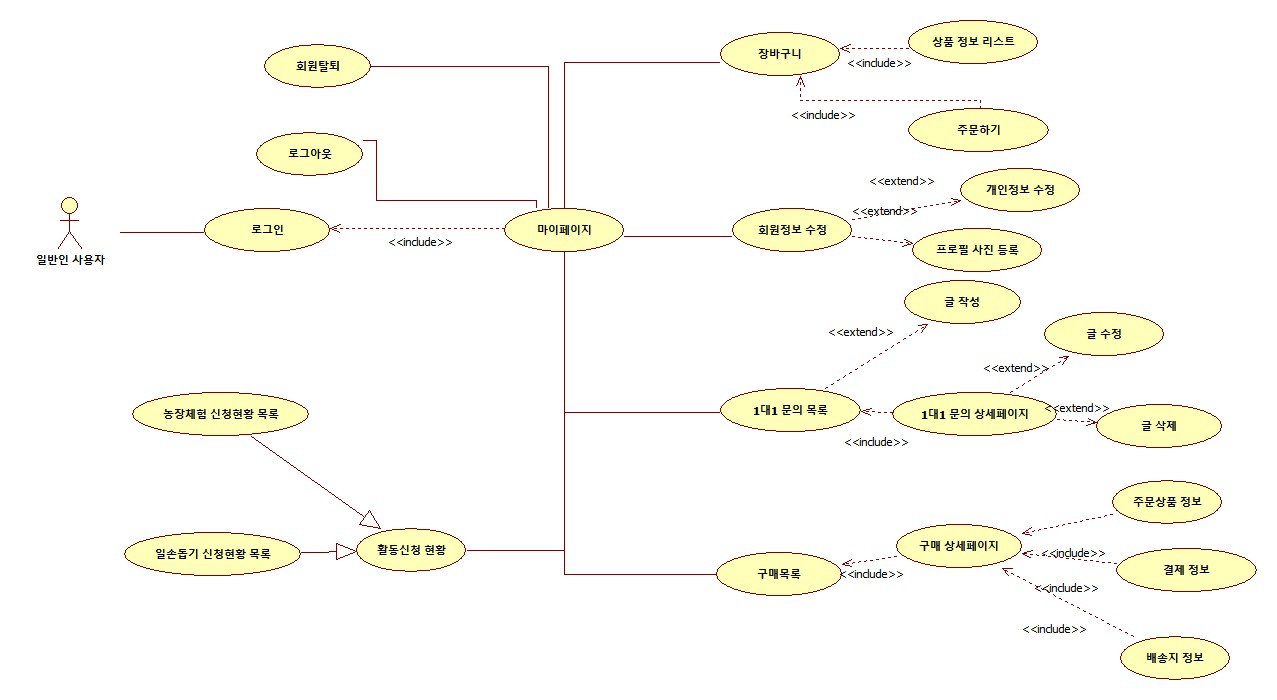 회원탈퇴
장바구니
상품 정보 리스트
<<include>>
<<include>>
주문하기
로그아웃
<<extend>>
개인정보 수정
<<extend>>
로그인
<<include>>
마이페이지
회원정보 수정
프로필 사진 등록
일반인 사용자
글 작성
<<extend>>
글 수정
<<extend>>
농장체험 신청현황 목록
1대1 문의 목록
1대1 문의 상세페이지
<<extend>>
글 삭제
<<include>>
주문상품 정보
일손돕기 신청현황 목록
활동신청 현황
구매 상세페이지
<<include>>
구매목록
<<include>>
결제 정보
<<include>>
<<include>>
배송지 정보